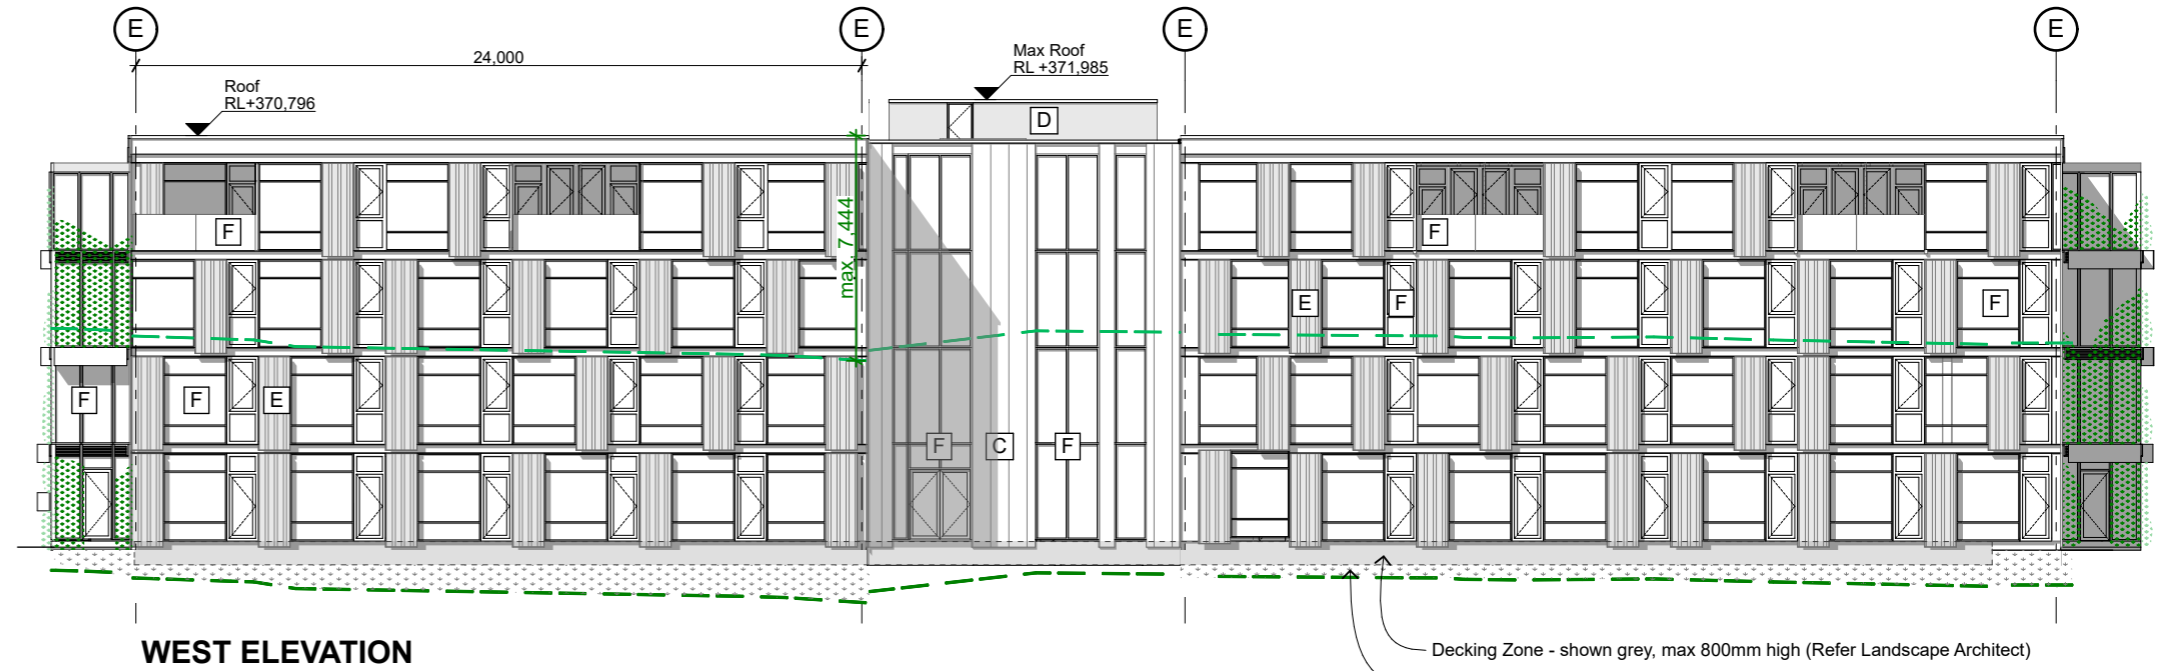 E
E
E
E
24,000
Roof
RL+370,796
Max Roof
RL +371,985
D
max, 7,444
F
F
E
F
F
F
F
E
F
C
F
Decking Zone - shown grey, max 800mm high (Refer Landscape Architect)
WEST ELEVATION